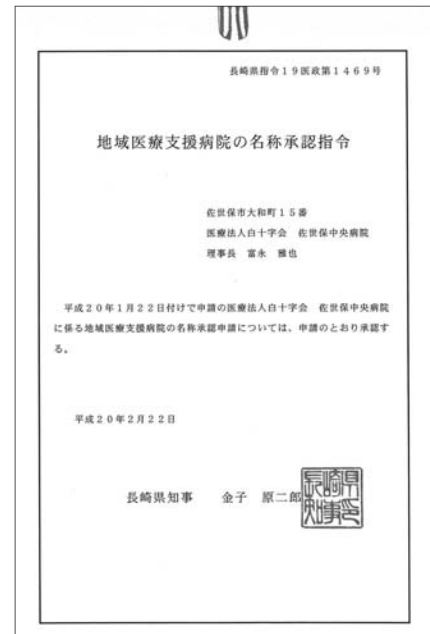 長崎県指令19医政第1469号
地域医療支援病院の名称承認指令
佐世保市大和町15番
医療法人白十字会　佐世保中央病院
理事長　富永　雅也
平成20年1月22日付けで申請の医療法人白十字会　佐世保中央病院
に係る地域医療支援病院の名称承認申請については、申請のとおり承認す
る。
平成20年2月22日
長崎県知事　金子　原二郎
長崎県知事印